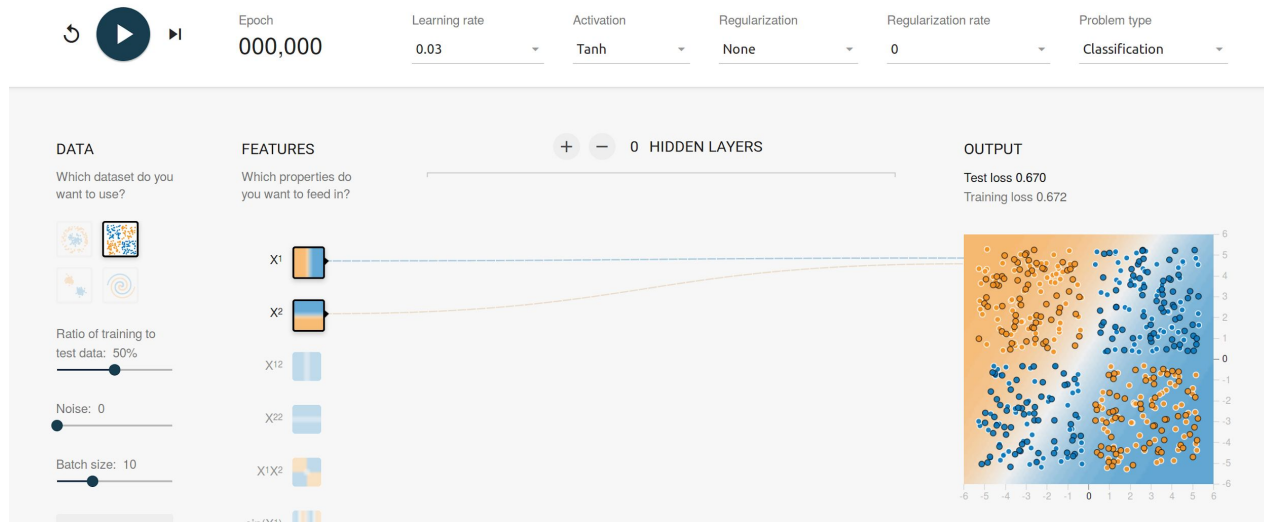 Epoch
000,000
Learning rate
0.03
Activation
Tanh
Regularization
None
Regularization rate
0
Problem type
Classification
DATA
Which dataset do you
want to use?
Ratio of training to
test data: 50%
Noise: 0
Batch size: 10
FEATURES
Which properties do
you want to feed in?
X1
X2
X12
X22
X1X2
sin(X1)
+ − 0 HIDDEN LAYERS
OUTPUT
Test loss 0.670
Training loss 0.672
6
5
4
3
2
1
0
-1
-2
-3
-4
-5
-6
-6 -5 -4 -3 -2 -1 0 1 2 3 4 5 6